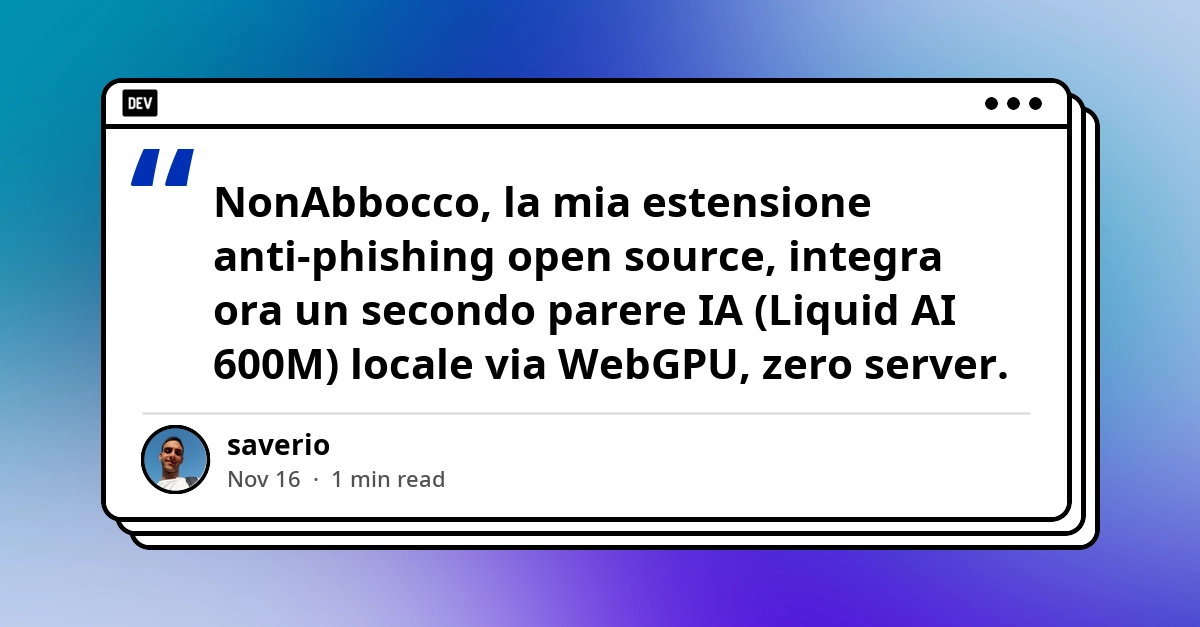 DEV
NonAbbocco, la mia estensione
anti-phishing open source, integra
ora un secondo parere IA (Liquid AI
600M) locale via WebGPU, zero server.
saverio
Nov 16 · 1 min read